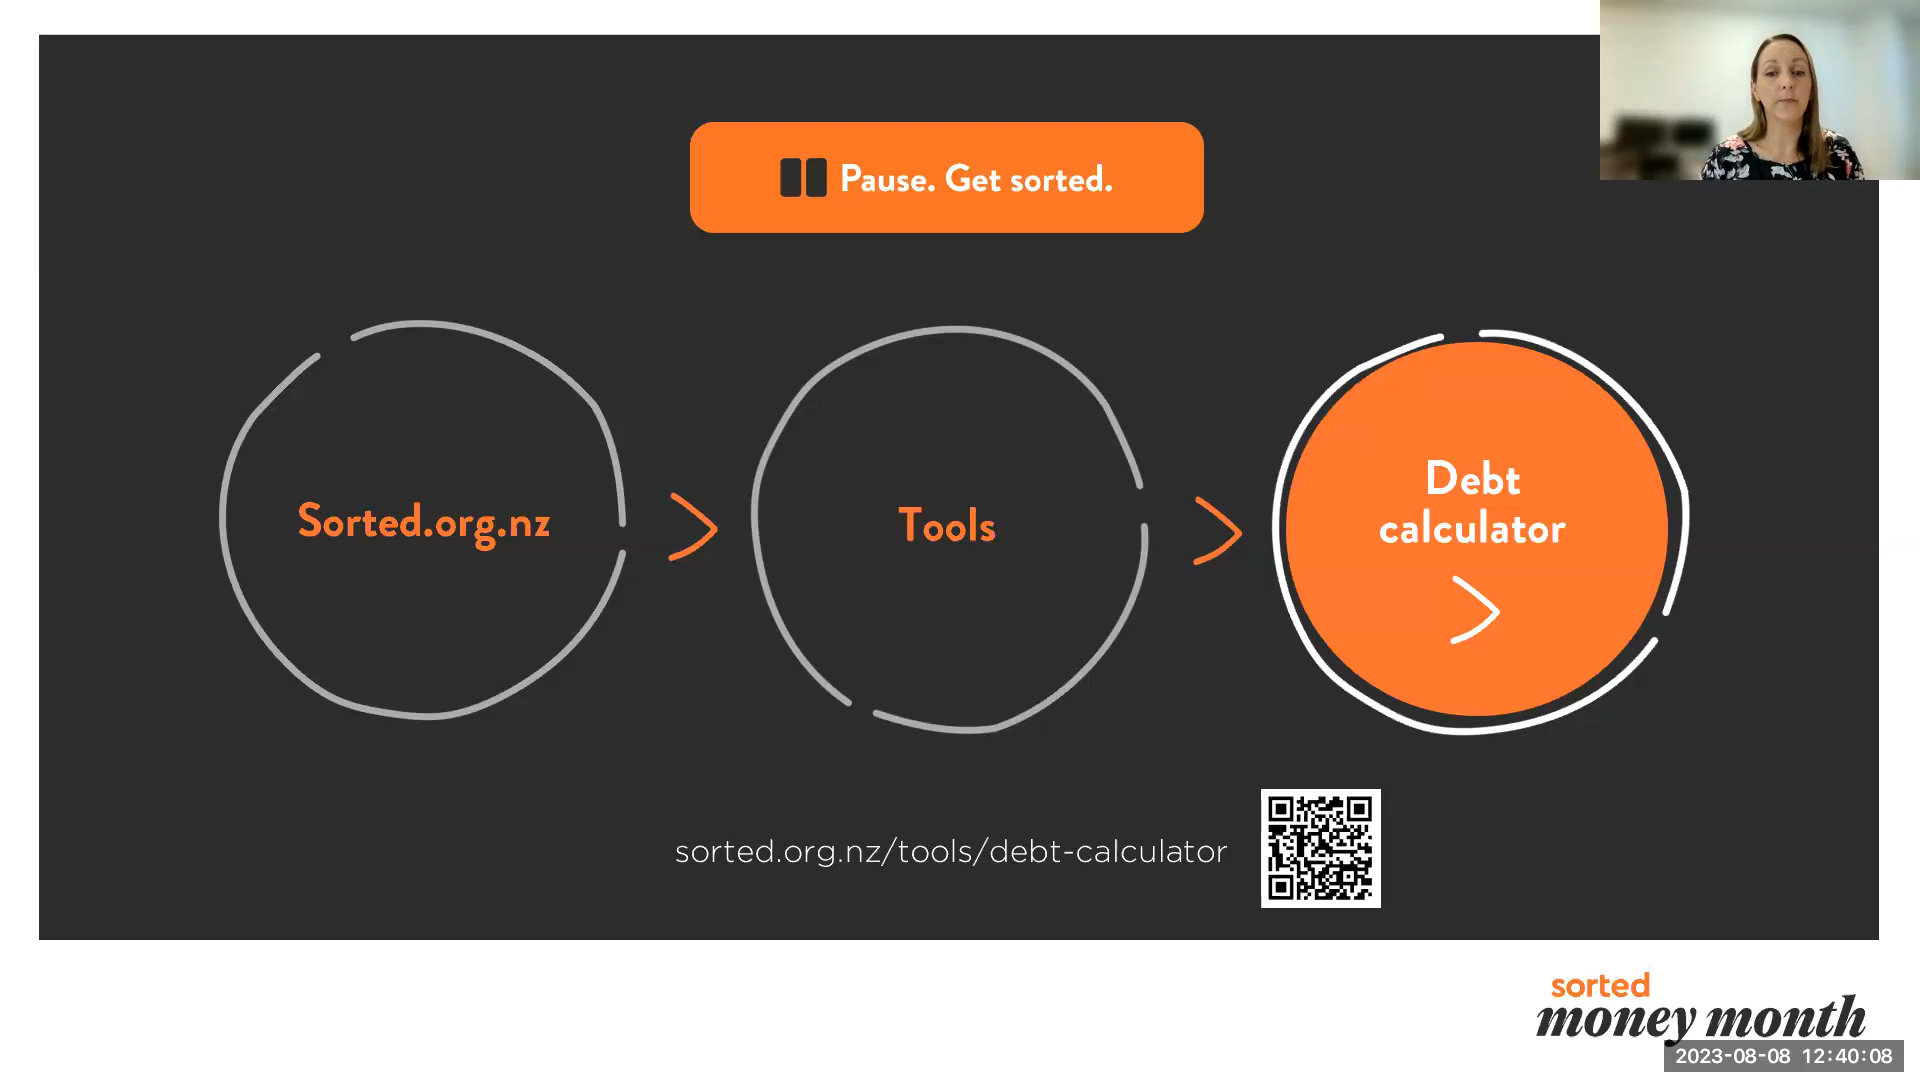 Pause. Get sorted.
Sorted.org.nz
Tools
Debt
calculator
sorted.org.nz/tools/debt-calculator
sorted
money month
2023-08-08 12:40:08